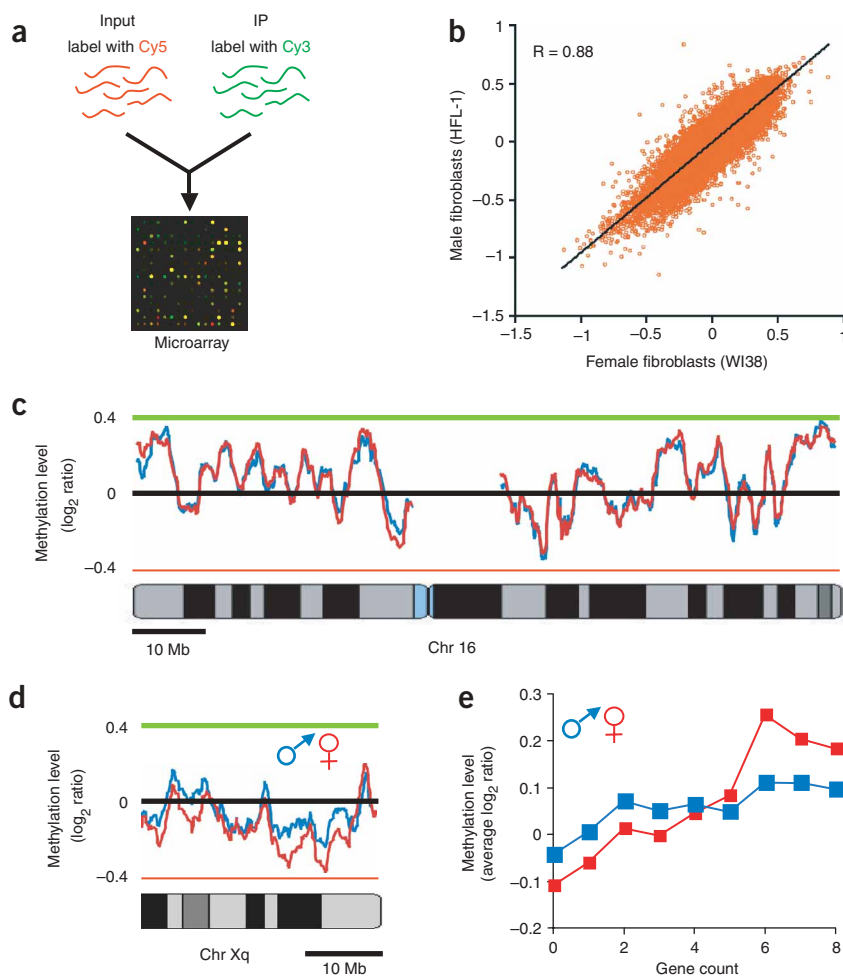 a
Input
label with Cy5
IP
label with Cy3
Microarray
b
R = 0.88
Male fibroblasts (HFL-1)
1
0.5
0
−0.5
−1
−1.5
−1.5
−1
−0.5
0
0.5
1
Female fibroblasts (WI38)
c
Methylation level
(log2 ratio)
0.4
0
−0.4
10 Mb
Chr 16
d
Methylation level
(log2 ratio)
0.4
0
−0.4
Chr Xq
10 Mb
e
Methylation level
(average log2 ratio)
0.3
0.2
0.1
0
−0.1
−0.2
0
2
4
6
8
Gene count